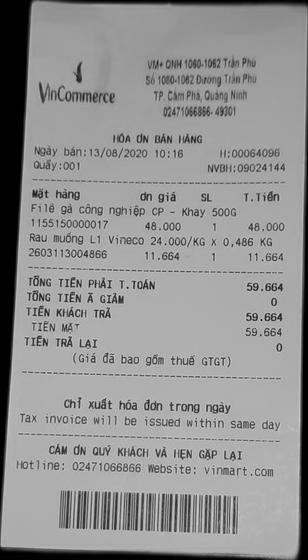 VinCommerce
VM+ QNH 1060-1062 Trần Phú
Số 1060-1062 Đường Trần Phú
TP. Cẩm Phả, Quảng Ninh
02471066866-49301
HÓA ĐƠN BÁN HÀNG
Ngày bán:13/08/2020 10:16 H:00064096
Quầy:001 NVBH:09024144
Mặt hàng đn giá SL T.Tiền
Filê gà công nghiệp CP - Khay 500G
1155150000017 48.000 1 48.000
Rau muống L1 Vineco 24.000/KG X 0,486 KG
2603113004866 11.664 1 11.664
TỔNG TIỀN PHẢI T.TOÁN 59.664
TỔNG TIỀN Ã GIẢM 0
TIỀN KHÁCH TRẢ 59.664
TIỀN MẶT 59.664
TIỀN TRẢ LẠI 0
(Giá đã bao gồm thuế GTGT)
Chỉ xuất hóa đơn trong ngày
Tax invoice will be issued within same day
CẢM ƠN QUÝ KHÁCH VÀ HẸN GẶP LẠI
Hotline: 02471066866 Website: vinmart.com